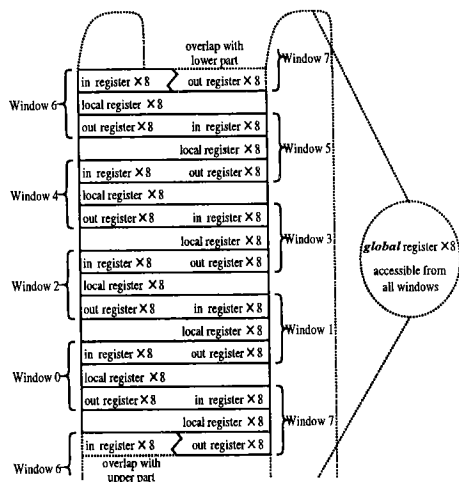 overlap with
lower part
Window 7
in register ×8 out register ×8
Window 6
local register ×8
out register ×8 in register ×8
local register ×8
Window 5
in register ×8 out register ×8
Window 4
local register ×8
out register ×8 in register ×8
local register ×8
Window 3
in register ×8 out register ×8
Window 2
local register ×8
out register ×8 in register ×8
local register ×8
Window 1
in register ×8 out register ×8
Window 0
local register ×8
out register ×8 in register ×8
local register ×8
Window 7
in register ×8 out register ×8
Window 6
overlap with
upper part
global register ×8
accessible from
all windows